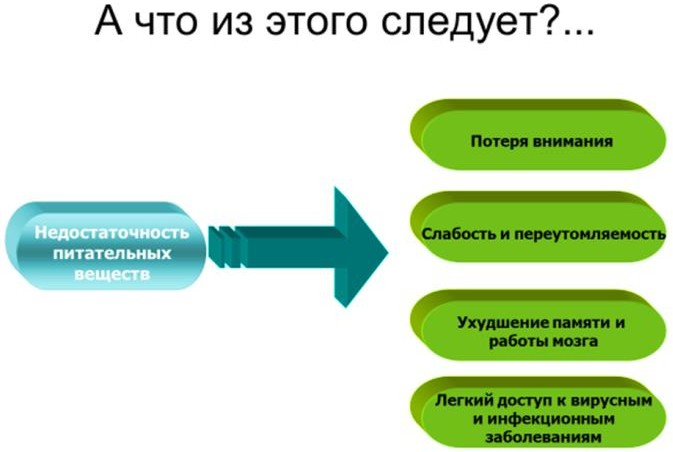 А что из этого следует?...
Недостаточность
питательных
веществ
Потеря внимания
Слабость и переутомляемость
Ухудшение памяти и
работы мозга
Легкий доступ к вирусным
и инфекционным
заболеваниям